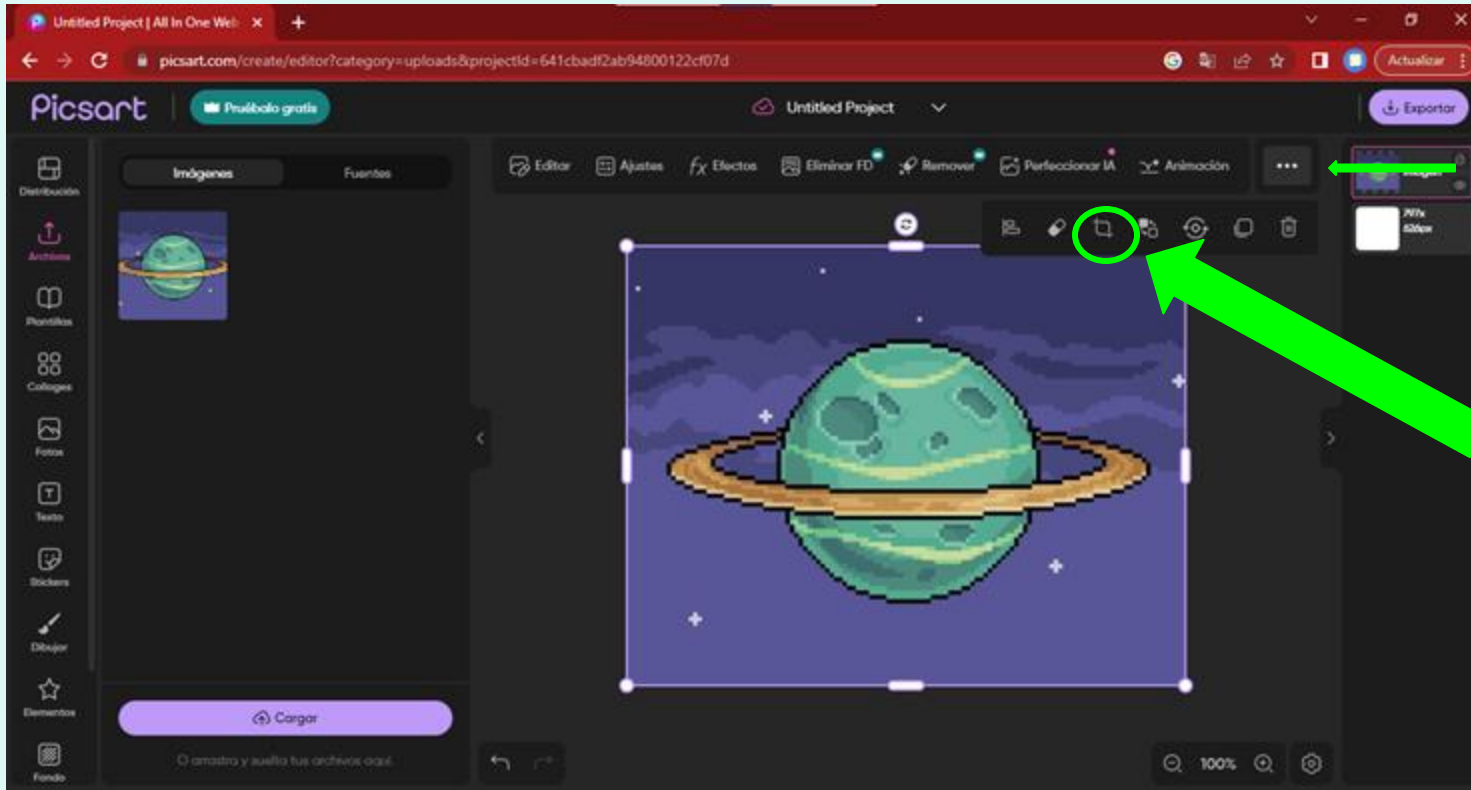 Untitled Project | All In One Web
picsart.com/create/editor?category=uploads&projectId=641cbadf2ab94800122cf07d
Actualizar
Picsart
Pruébalo gratis
Untitled Project
Exportar
Editar
Ajustes
fx Efectos
Eliminar FD
Remover
Perfeccionar IA
Animación
Distribución
Archivos
Plantillas
Collages
Fotos
Texto
Stickers
Dibujar
Elementos
Fondo
Imágenes
Fuentes
Cargar
O arrastra y suelta tus archivos aquí.
100%